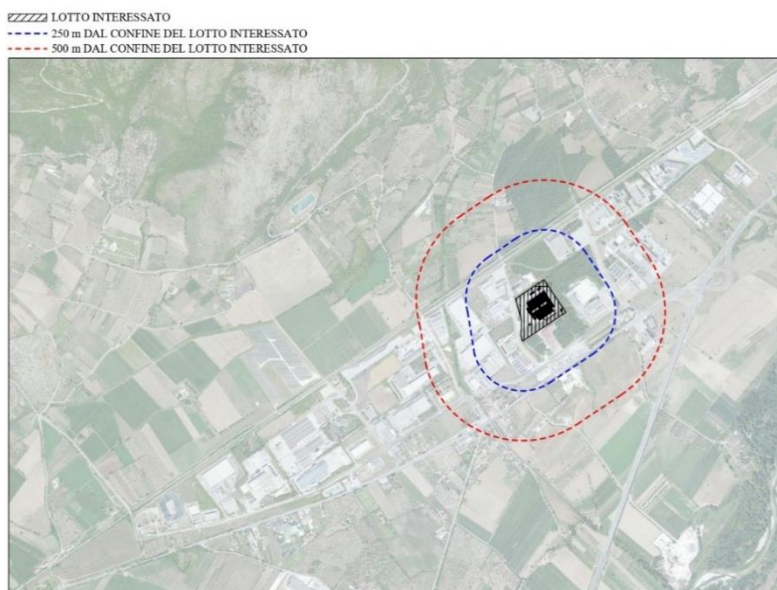 LOTTO INTERESSATO
250 m DAL CONFINE DEL LOTTO INTERESSATO
500 m DAL CONFINE DEL LOTTO INTERESSATO